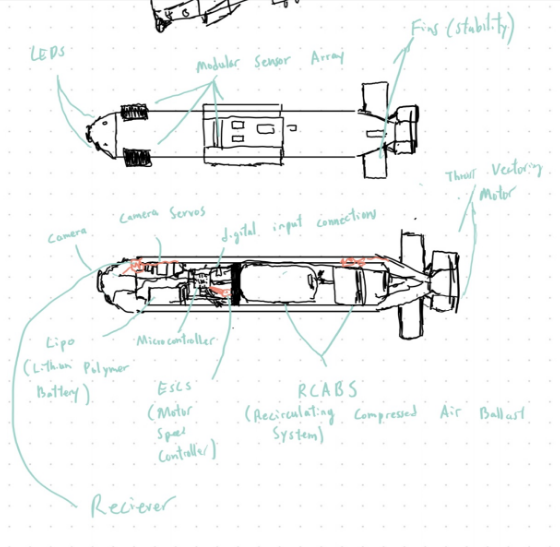 LEDS
Modular Sensor Array
Fins (stability)
Thrust Vectoring
Motor
Camera
Camera Servos
digital input connections
Lipo
(Lithium Polymer
Battery)
Microcontroller
ESCs
(Motor
Speed
Controller)
RCABS
(Recirculating Compressed Air Ballast
System)
Reciever